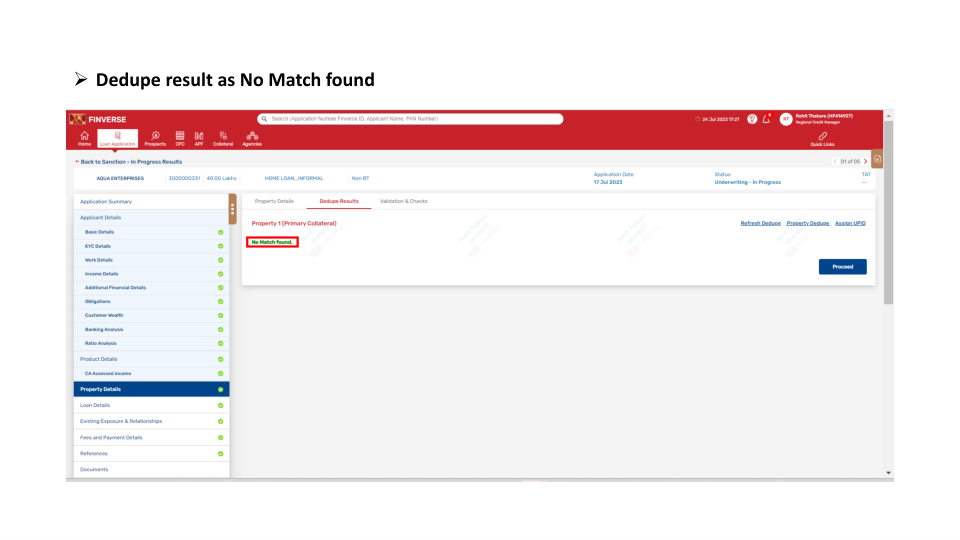 ➢ Dedupe result as No Match found
FINVERSE
Search (Application Number,Finverse ID, Applicant Name, PAN Number)
24 Jul 2023 17:27
RT
Rohit Thakare (HFA14927)
Regional Credit Manager
Home
Loan Application
Prospects
CPC
APF
Collateral
Agencies
Quick Links
Back to Sanction - In Progress Results
01 of 05
AQUA ENTERPRISES
3000000331
40.00 Lakhs
HOME LOAN_INFORMAL
Non BT
Application Date
17 Jul 2023
Status
Underwriting - In Progress
TAT
--
Application Summary
Applicant Details
Basic Details
KYC Details
Work Details
Income Details
Additional Financial Details
Obligations
Customer Wealth
Banking Analysis
Ratio Analysis
Product Details
CA Assessed Income
Property Details
Loan Details
Existing Exposure & Relationships
Fees and Payment Details
References
Documents
Property Details
Dedupe Results
Validation & Checks
Property 1 (Primary Collateral)
Refresh Dedupe
Property Dedupe
Assign UPID
No Match found.
Proceed